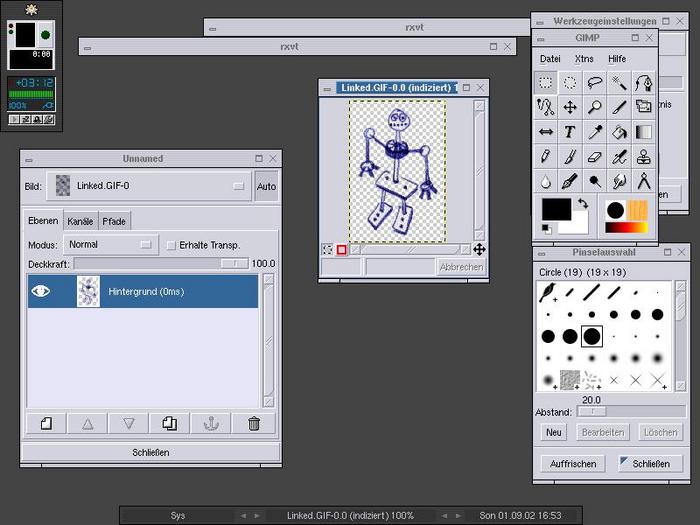 0:00
+03:12
100%
rxvt
rxvt
Werkzeugeinstellungen
GIMP
Datei Xtns Hilfe
Linked.GIF-0.0 (indiziert) 1
Abbrechen
Unnamed
Bild: Linked.GIF-0 Auto
Ebenen Kanäle Pfade
Modus: Normal Erhalte Transp.
Deckkraft: 100.0
Hintergrund (0ms)
Schließen
Pinselauswahl
Circle (19) (19 x 19)
20.0
Abstand:
Neu Bearbeiten Löschen
Auffrischen Schließen
Sys Linked.GIF-0.0 (indiziert) 100% Son 01.09.02 16:53